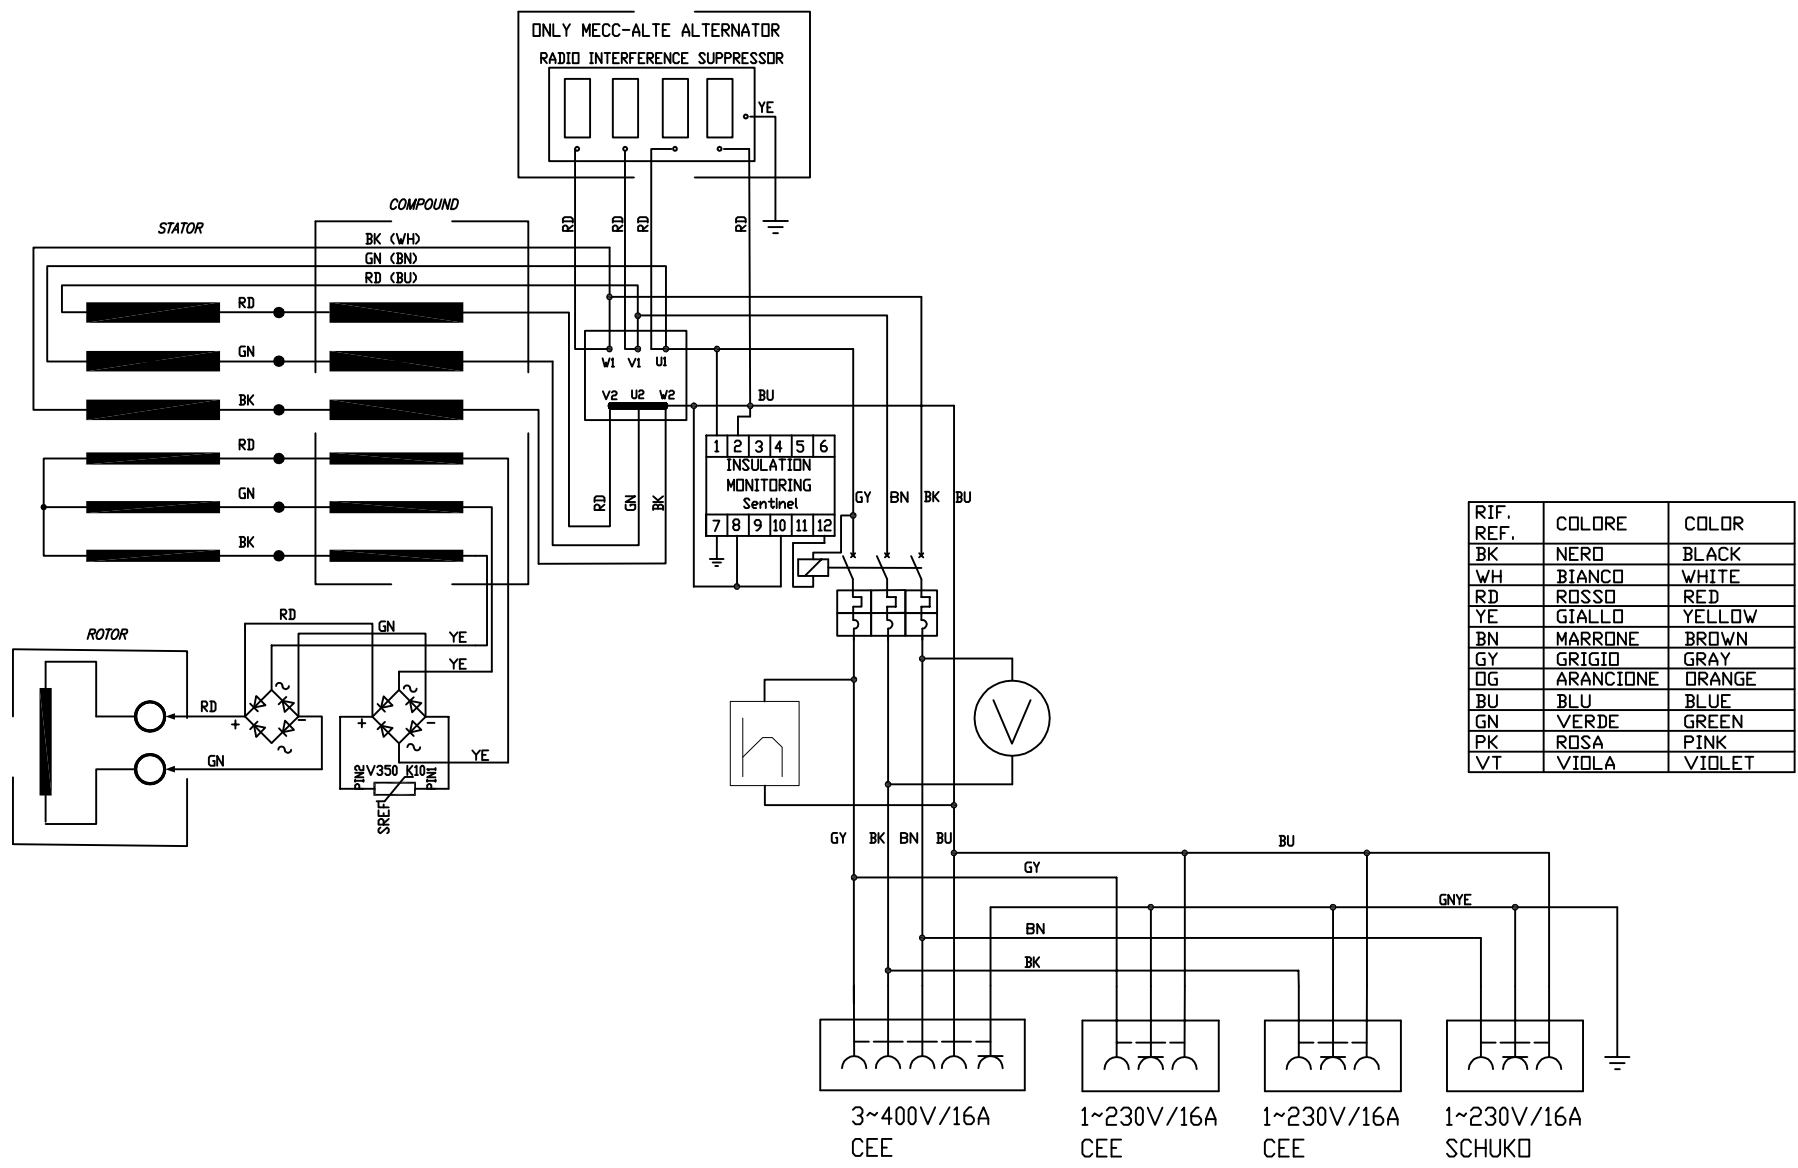 ONLY MECC-ALTE ALTERNATOR
RADIO INTERFERENCE SUPPRESSOR
YE
COMPOUND
STATOR
RD RD RD RD
BK (WH)
GN (BN)
RD (BU)
RD
GN
BK
RD
GN
BK
W1 V1 U1
V2 U2 W2
BU
1 2 3 4 5 6
INSULATION
MONITORING
Sentinel
7 8 9 10 11 12
RD GN BK
GY BN BK BU
RIF. REF. COLORE COLOR
BK NERO BLACK
WH BIANCO WHITE
RD ROSSO RED
YE GIALLO YELLOW
BN MARRONE BROWN
GY GRIGIO GRAY
OG ARANCIONE ORANGE
BU BLU BLUE
GN VERDE GREEN
PK ROSA PINK
VT VIOLA VIOLET
ROTOR
RD
GN
YE
YE
RD
+ ~ - ~
+ ~ - ~
GN
YE
PIN2 V350 K10 PIN1
SREF
V
h
GY BK BN BU
BU
GY
GNYE
BN
BK
3~400V/16A
CEE
1~230V/16A
CEE
1~230V/16A
CEE
1~230V/16A
SCHUKO